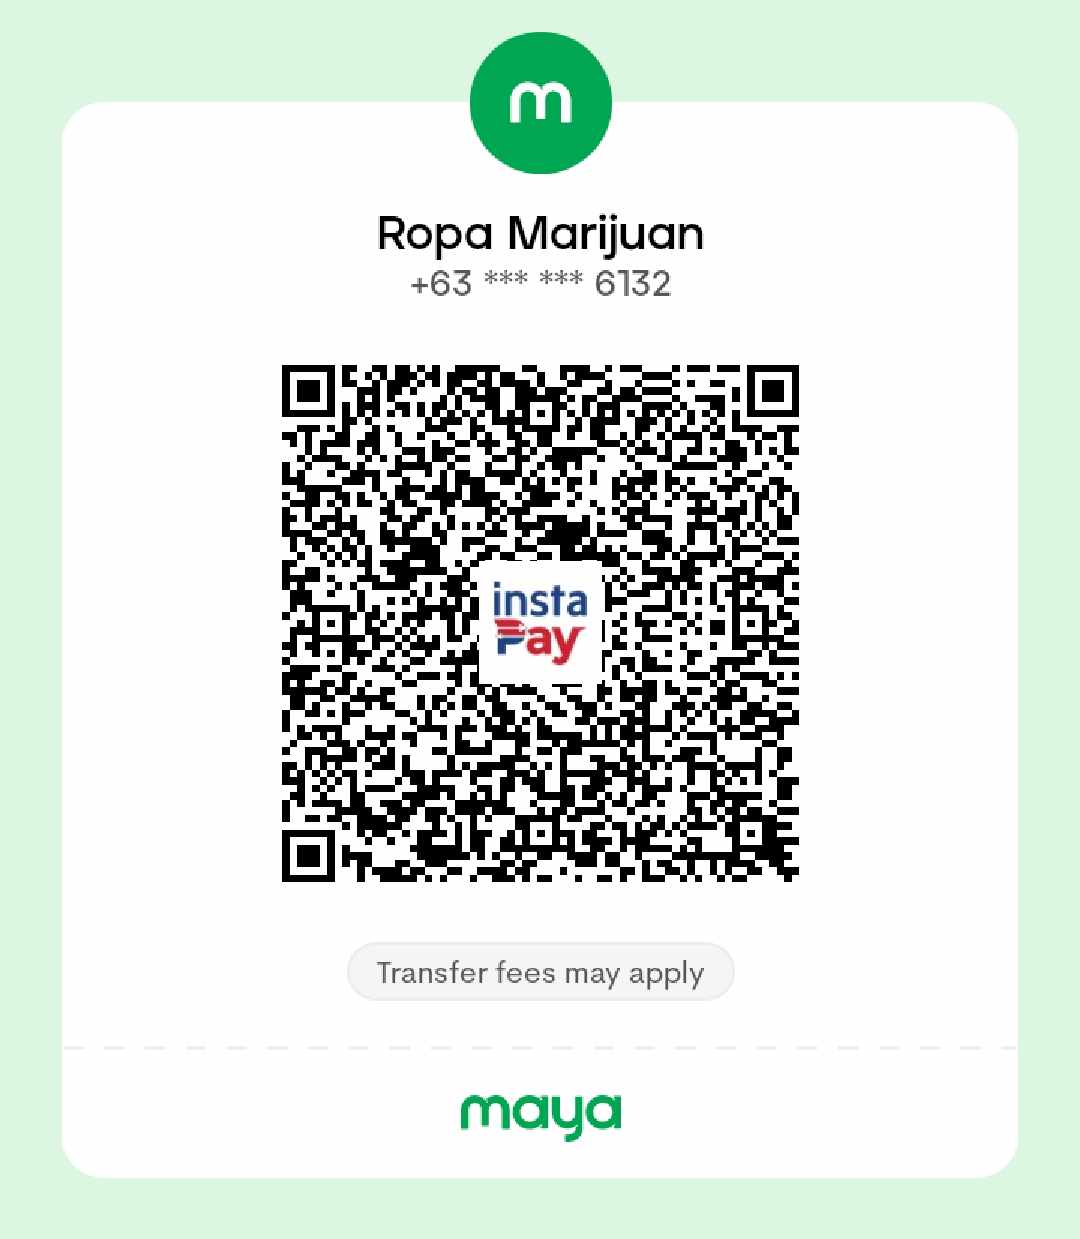 m
Ropa Marijuan
+63 *** *** 6132
insta
Pay
Transfer fees may apply
maya